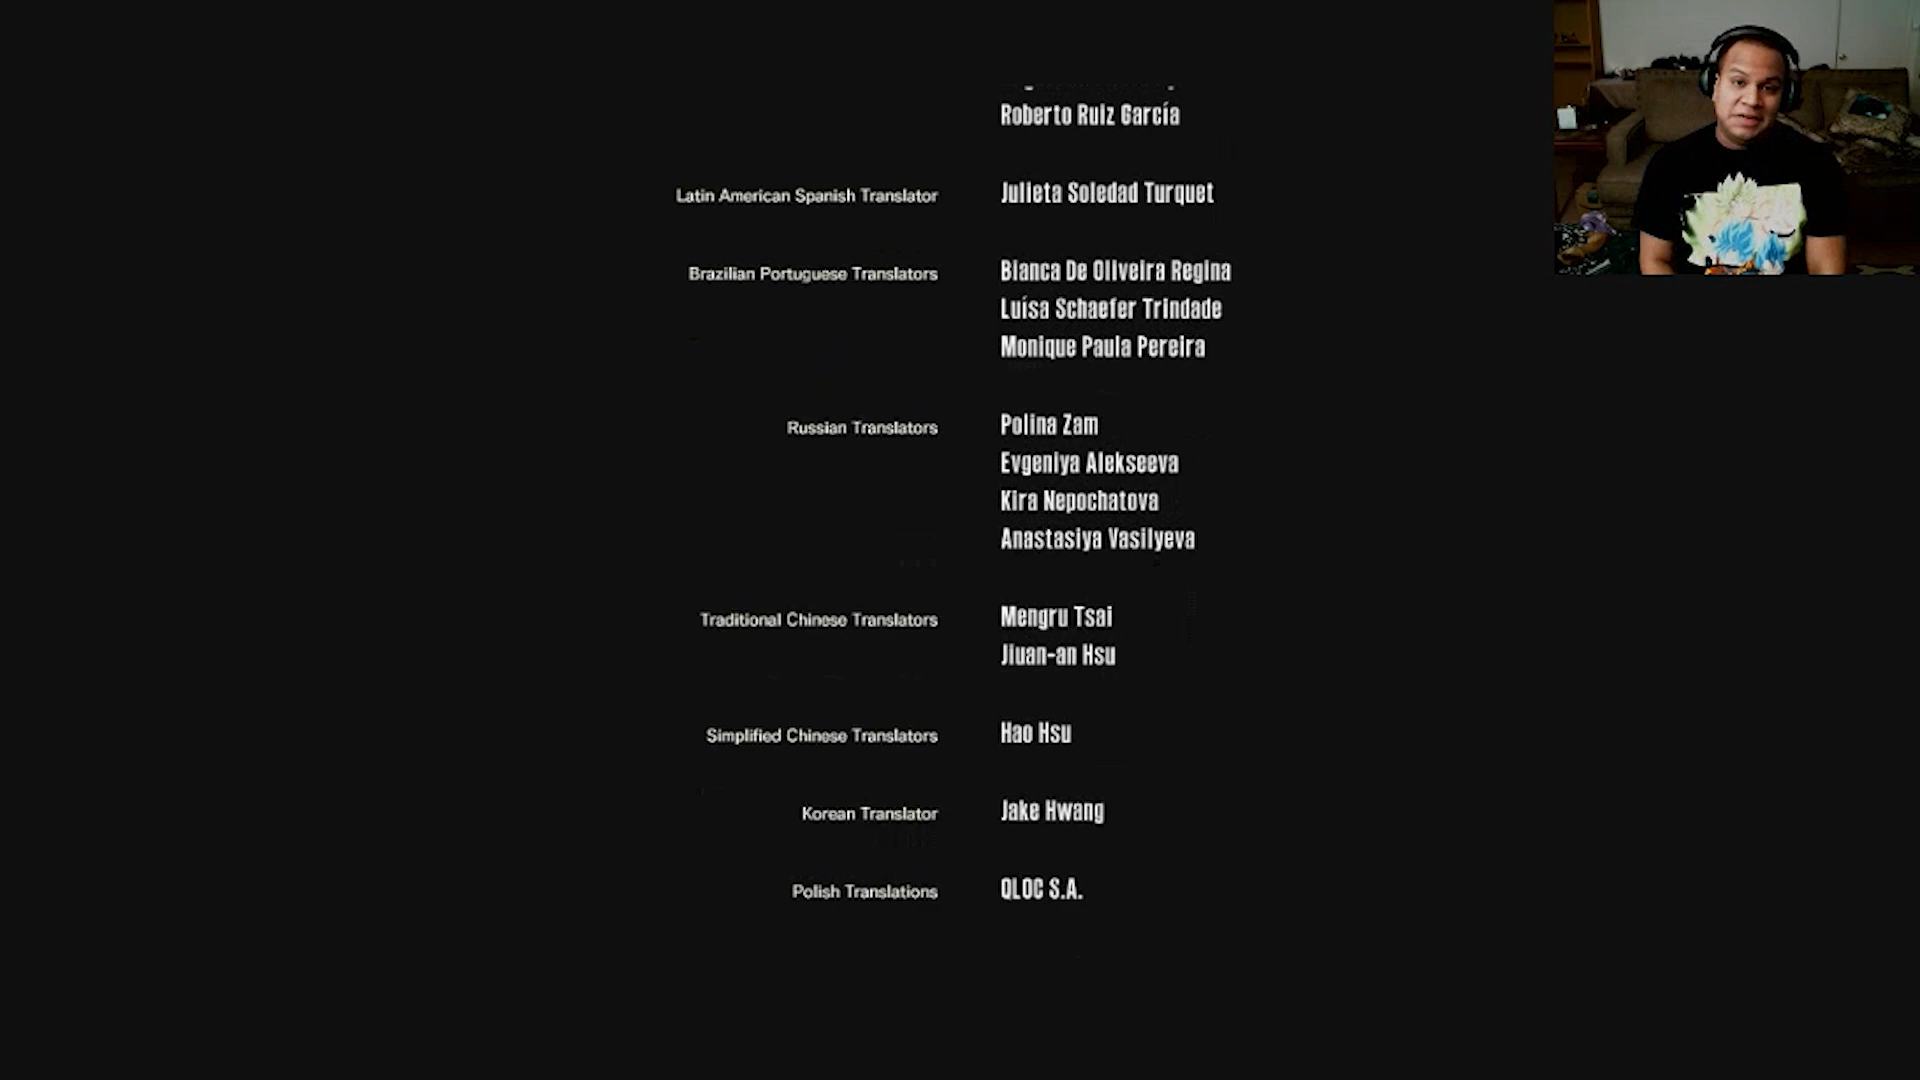 Roberto Ruiz García
Latin American Spanish Translator Julieta Soledad Turquet
Brazilian Portuguese Translators Bianca De Oliveira Regina
Luísa Schaefer Trindade
Monique Paula Pereira
Russian Translators Polina Zam
Evgeniya Alekseeva
Kira Nepochatova
Anastasiya Vasilyeva
Traditional Chinese Translators Mengru Tsai
Jiuan-an Hsu
Simplified Chinese Translators Hao Hsu
Korean Translator Jake Hwang
Polish Translations QLOC S.A.